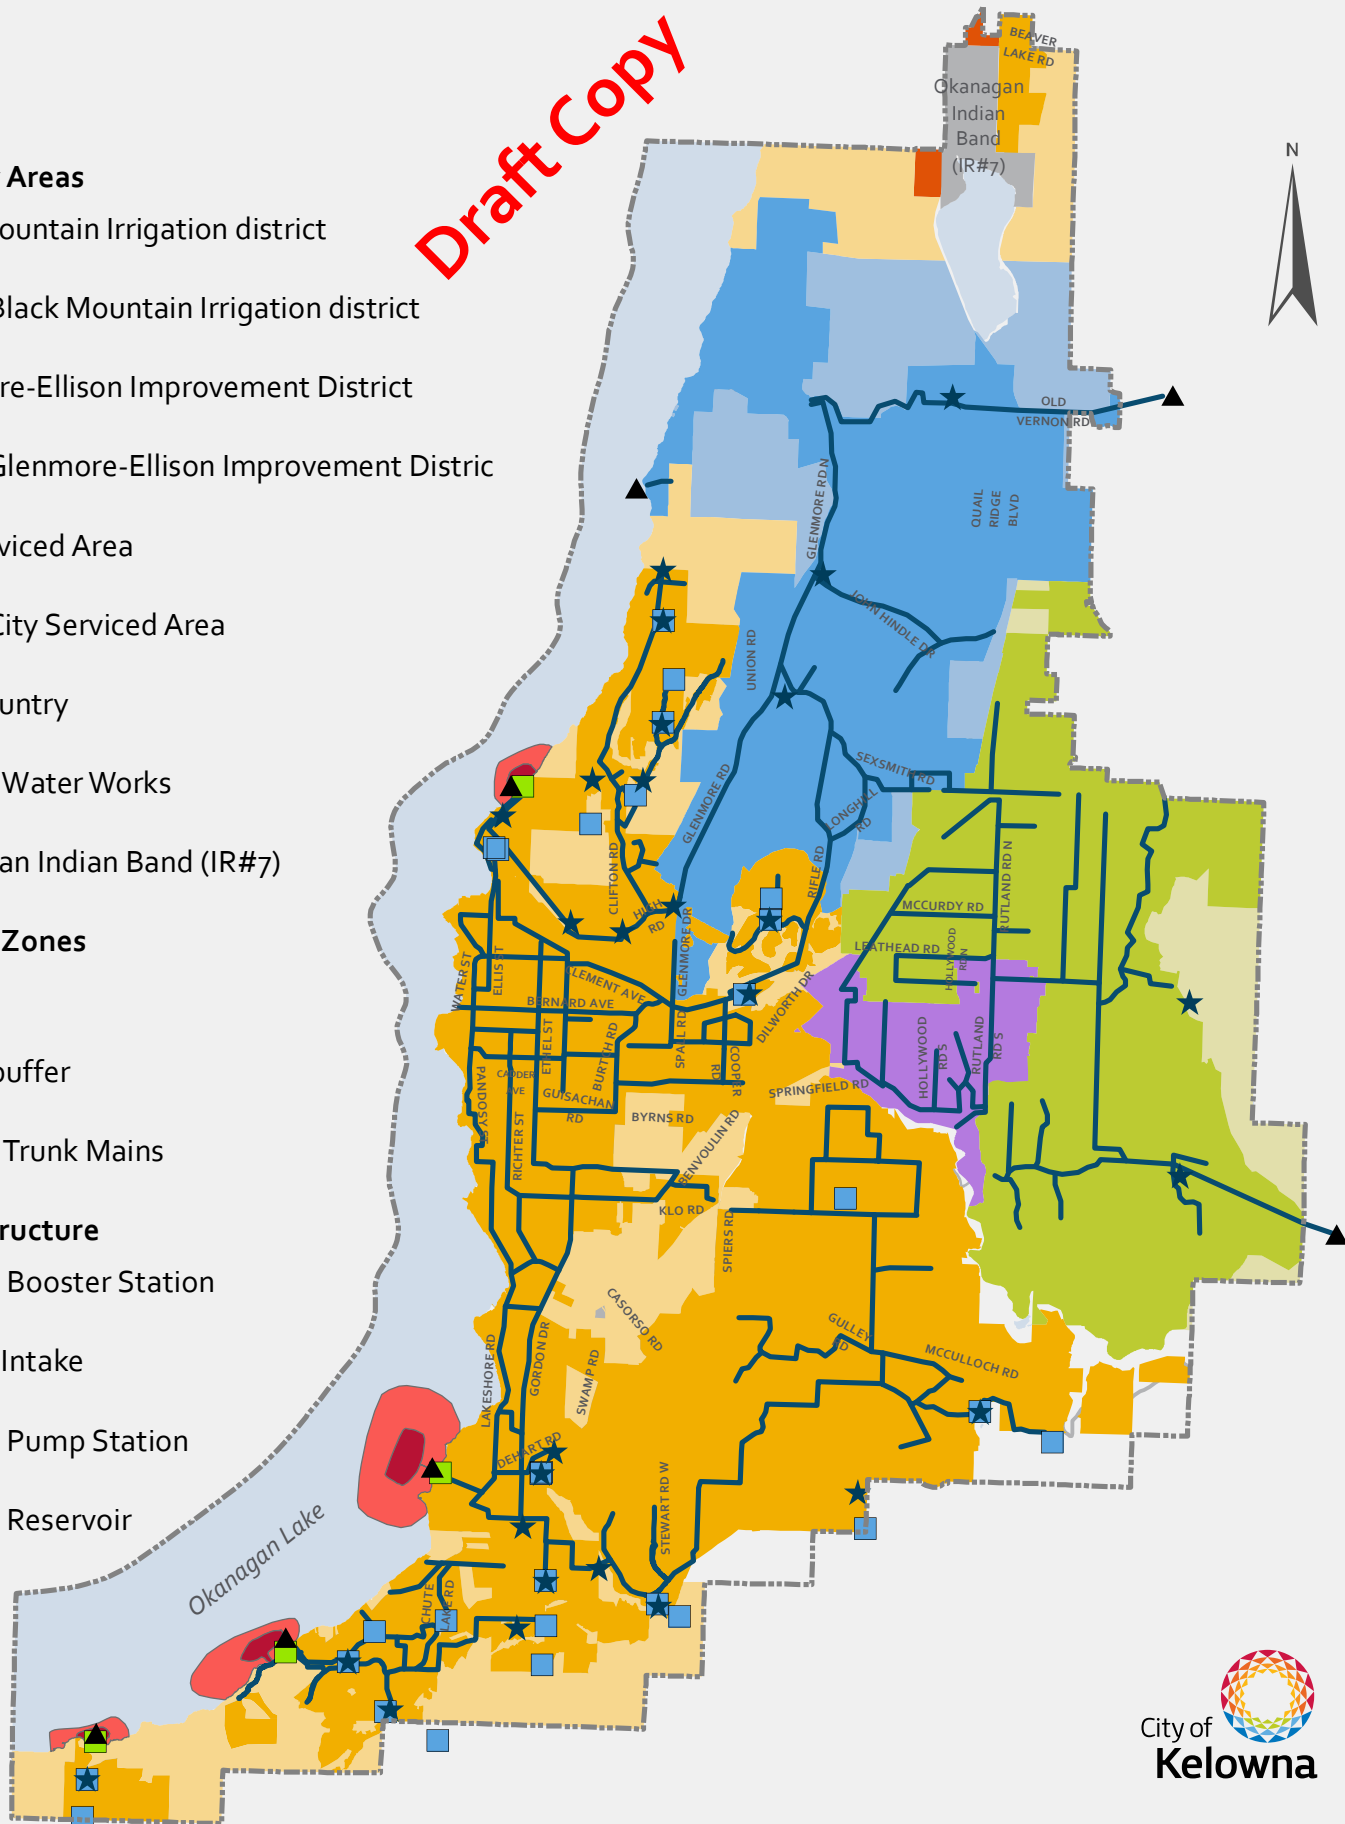 Draft Copy
Areas
ountain Irrigation district
Black Mountain Irrigation district
re-Ellison Improvement District
Glenmore-Ellison Improvement Distric
viced Area
City Serviced Area
untry
Water Works
an Indian Band (IR#7)
Zones
buffer
Trunk Mains
ructure
Booster Station
Intake
Pump Station
Reservoir
BEAVER
LAKE RD
Okanagan
Indian
Band
(IR#7)
N
OLD
VERNON RD
GLENMORE RD N
QUAIL
RIDGE
BLVD
JOHN HINDLE DR
UNION RD
SEXSMITH RD
GLENMORE RD
LONGHILL
RD
CLIFTON RD
RIFLE RD
HIGH
RD
MCCURDY RD
RUTLAND RD N
GLENMORE DR
LEATHEAD RD
HOLLYWOOD
RD N
WATER ST
ELLIS ST
CLEMENT AVE
BERNARD AVE
DILWORTH DR
ETHEL ST
BURTCH RD
SPALL RD
COOPER
RD
HOLLYWOOD
RD S
RUTLAND
RD S
CADDER
AVE
PANDOSY ST
GUISACHAN
RD
SPRINGFIELD RD
BYRNS RD
BENVOULIN RD
RICHTER ST
KLO RD
SPIERS RD
CASORSO RD
GULLEY
RD
MCCULLOCH RD
LAKESHORE RD
GORDON DR
SWAMP RD
DEHART RD
STEWART RD W
Okanagan Lake
CHUTE
LAKE RD
City of
Kelowna